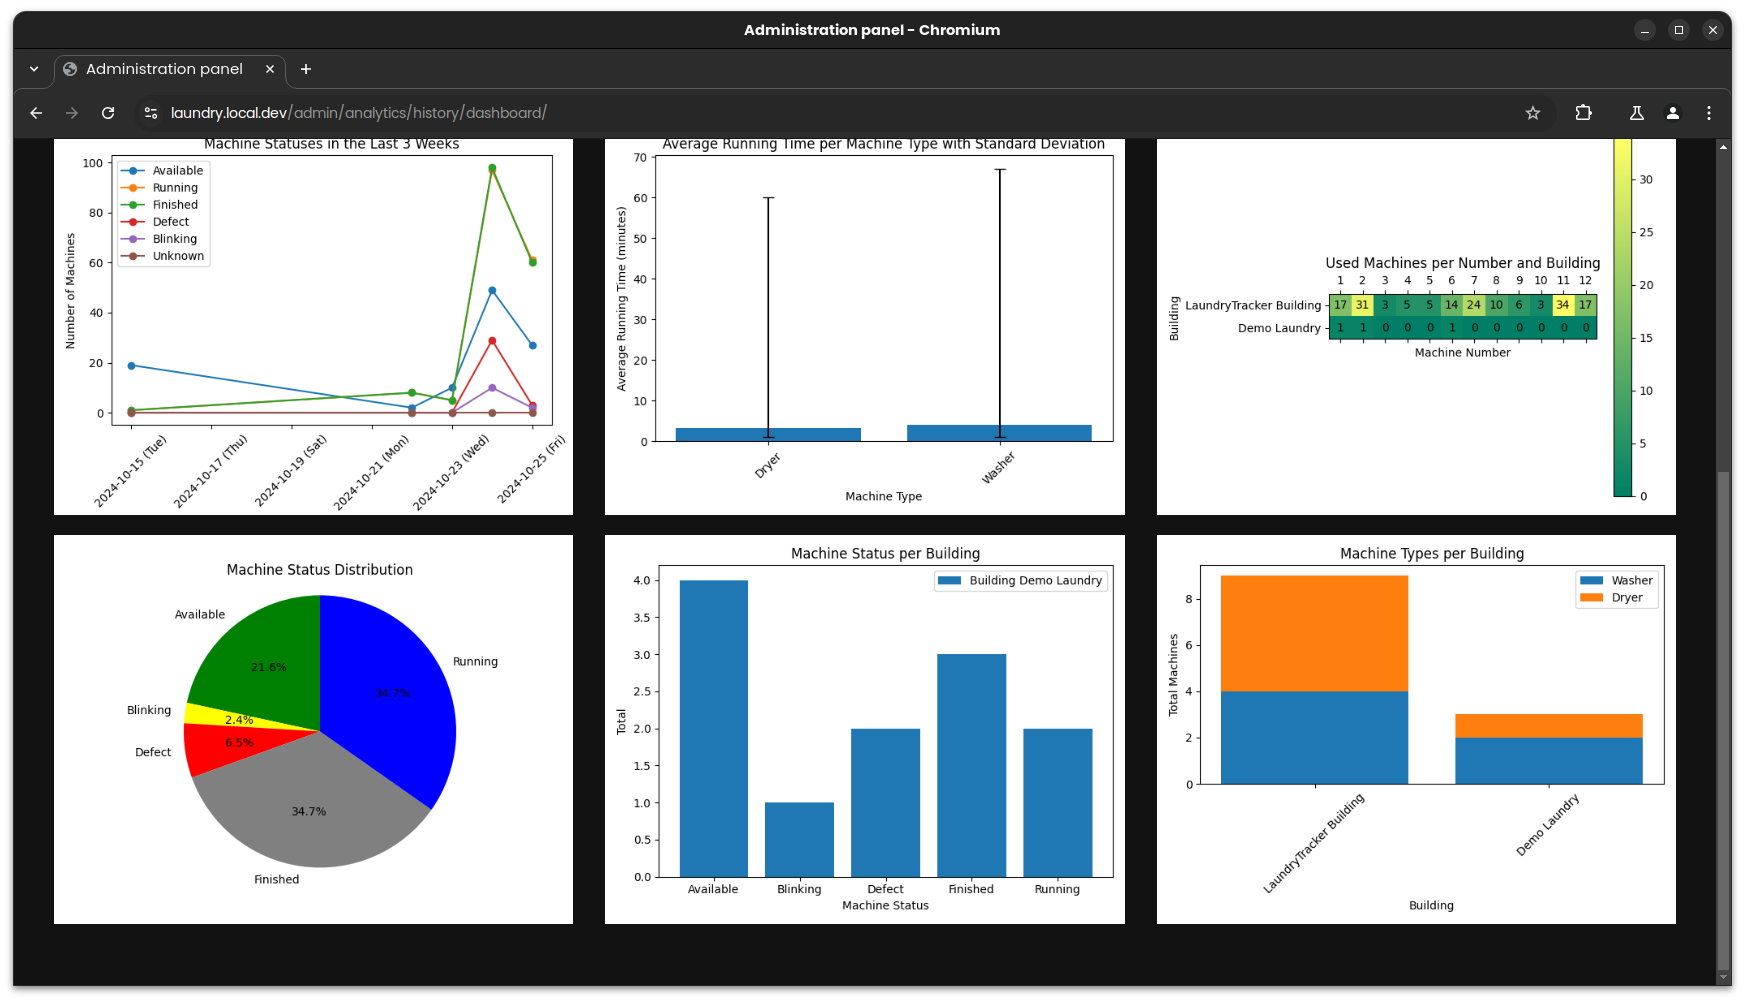 Administration panel - Chromium
Administration panel
laundry.local.dev/admin/analytics/history/dashboard/
Machine Statuses in the Last 3 Weeks
100
80
60
40
20
0
Number of Machines
Available
Running
Finished
Defect
Blinking
Unknown
2024-10-15 (Tue)
2024-10-17 (Thu)
2024-10-19 (Sat)
2024-10-21 (Mon)
2024-10-23 (Wed)
2024-10-25 (Fri)
Average Running Time per Machine Type with Standard Deviation
70
60
50
40
30
20
10
0
Average Running Time (minutes)
Dryer
Washer
Machine Type
Used Machines per Number and Building
1 2 3 4 5 6 7 8 9 10 11 12
Building
LaundryTracker Building 17 31 3 5 5 14 24 10 6 3 34 17
Demo Laundry 1 1 0 0 0 1 0 0 0 0 0 0
Machine Number
30
25
20
15
10
5
0
Machine Status Distribution
Available
21.6%
Running
34.7%
Blinking
2.4%
Defect
6.5%
34.7%
Finished
Machine Status per Building
Building Demo Laundry
4.0
3.5
3.0
2.5
2.0
1.5
1.0
0.5
0.0
Total
Available Blinking Defect Finished Running
Machine Status
Machine Types per Building
Washer
Dryer
8
6
4
2
0
Total Machines
LaundryTracker Building
Demo Laundry
Building